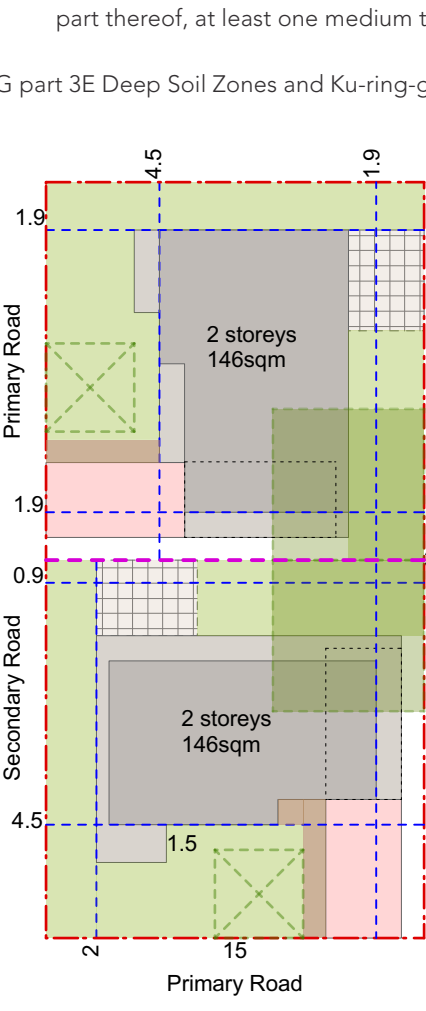 part thereof, at least one medium t
G part 3E Deep Soil Zones and Ku-ring-g
4.5
1.9
1.9
2 storeys
146sqm
Primary Road
1.9
0.9
Secondary Road
2 storeys
146sqm
4.5
1.5
2
15
Primary Road